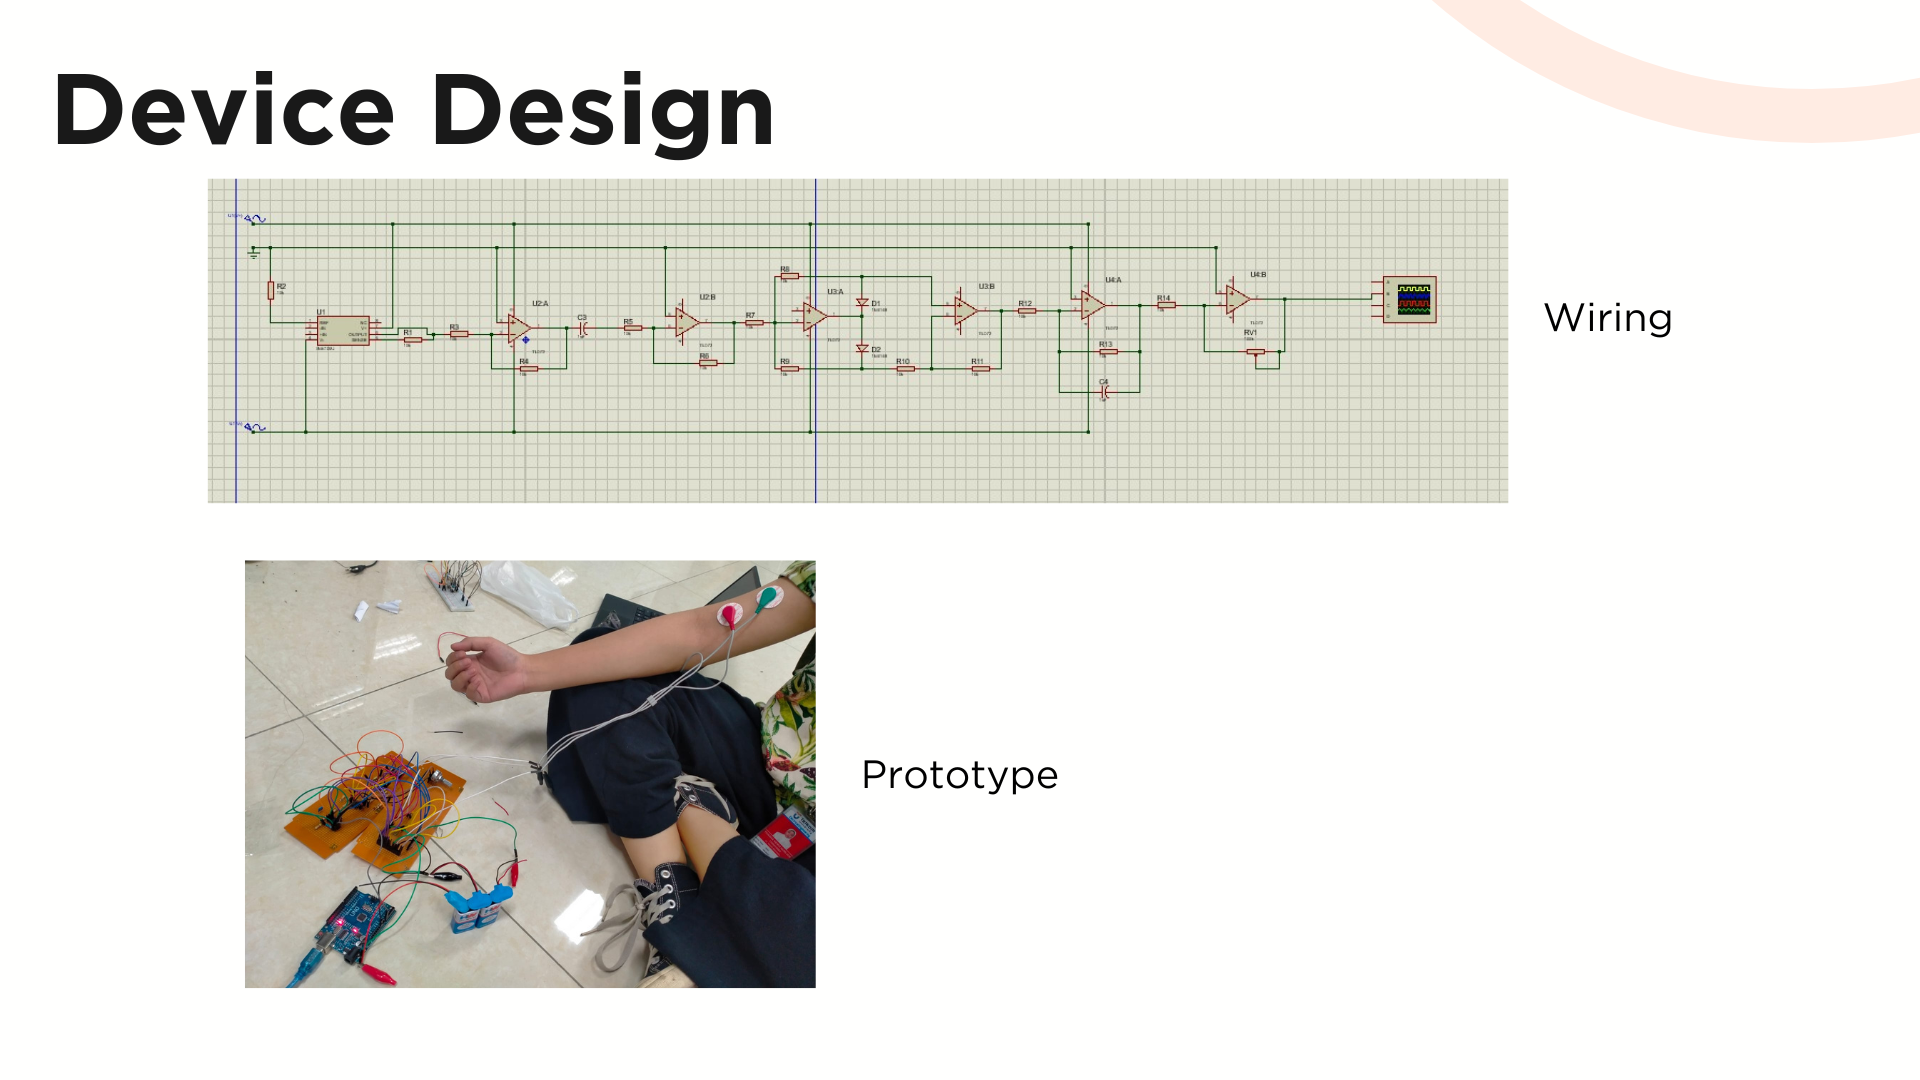 Device Design
R2
U1
R1
R3
U2:A
R4
C3
R5
U2:B
R6
R7
R8
U3:A
R9
D1
D2
R10
U3:B
R11
R12
U4:A
R13
C4
R14
U4:B
RV1
A
B
C
D
Wiring
Prototype